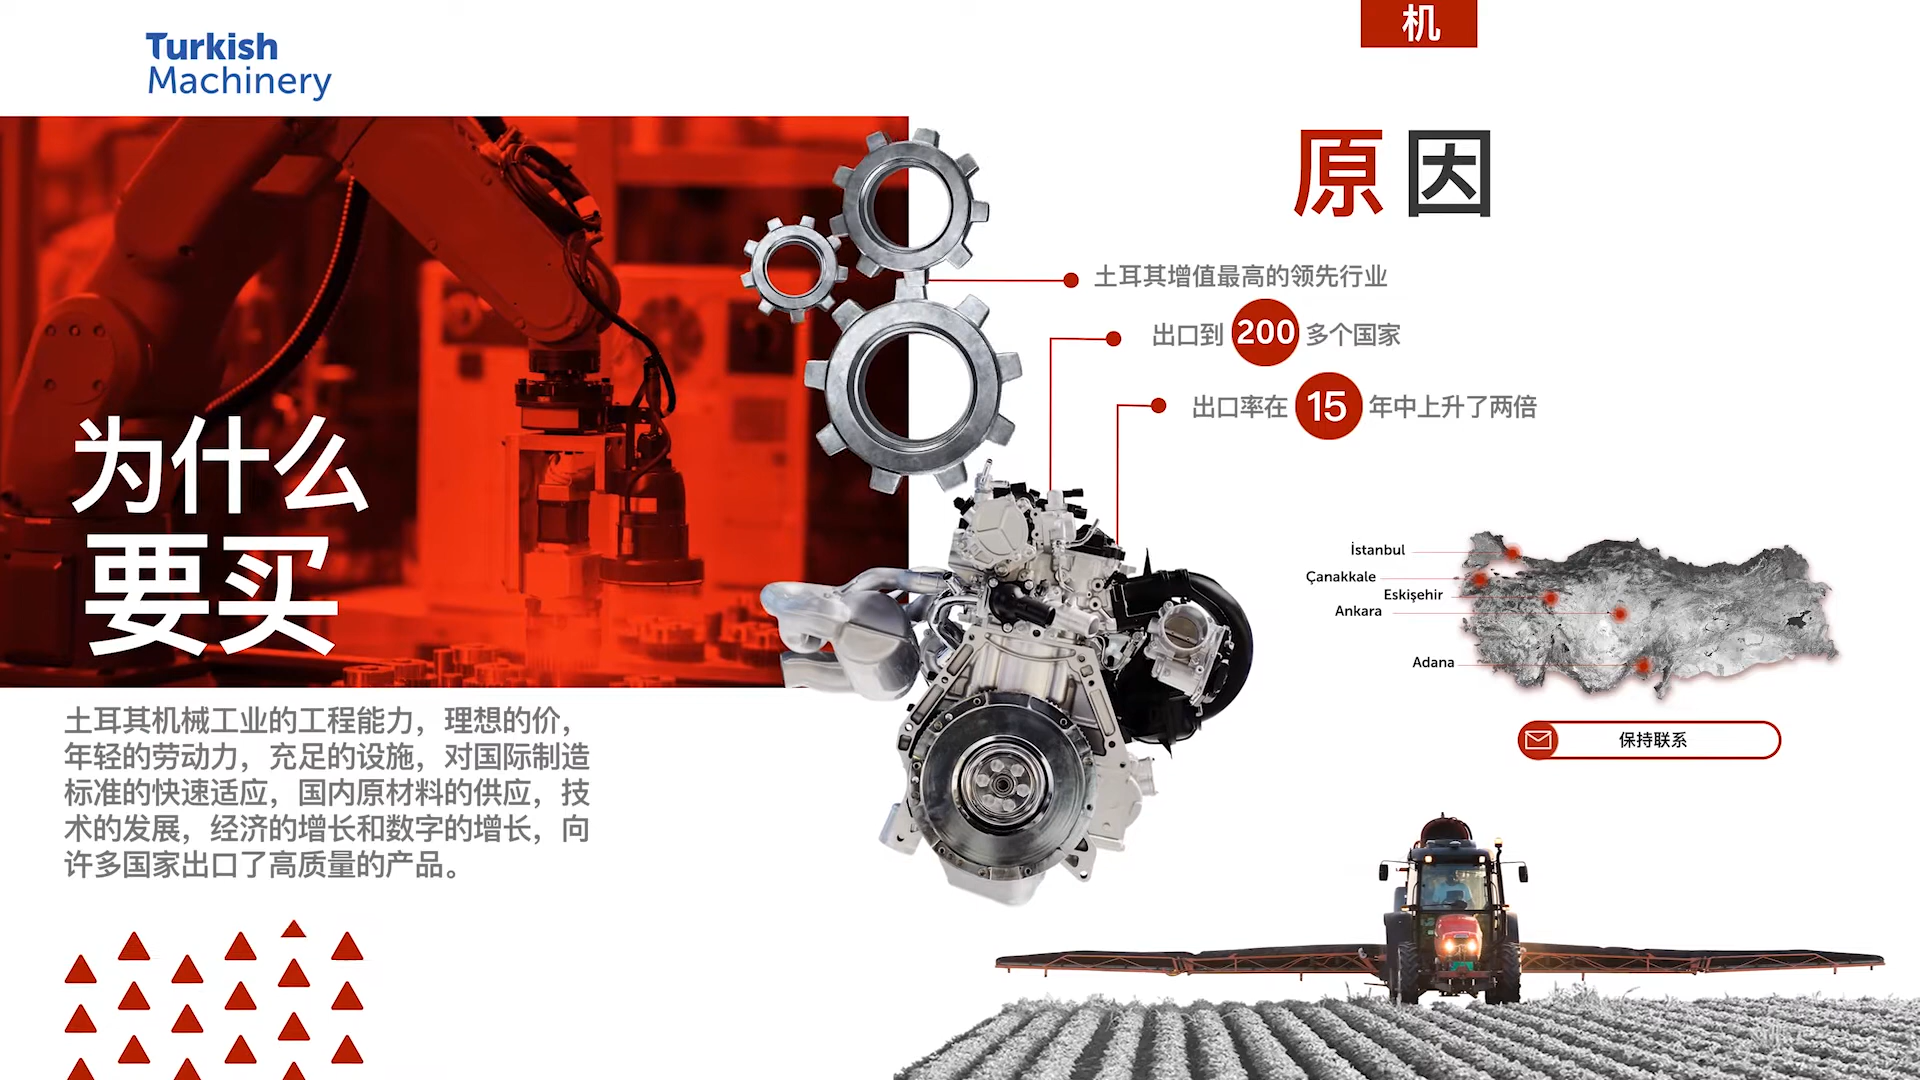 Turkish
Machinery
机
为什么
要买
原因
土耳其增值最高的领先行业
出口到 200 多个国家
出口率在 15 年中上升了两倍
İstanbul
Çanakkale
Eskişehir
Ankara
Adana
保持联系
土耳其机械工业的工程能力，理想的价，
年轻的劳动力，充足的设施，对国际制造
标准的快速适应，国内原材料的供应，技
术的发展，经济的增长和数字的增长，向
许多国家出口了高质量的产品。